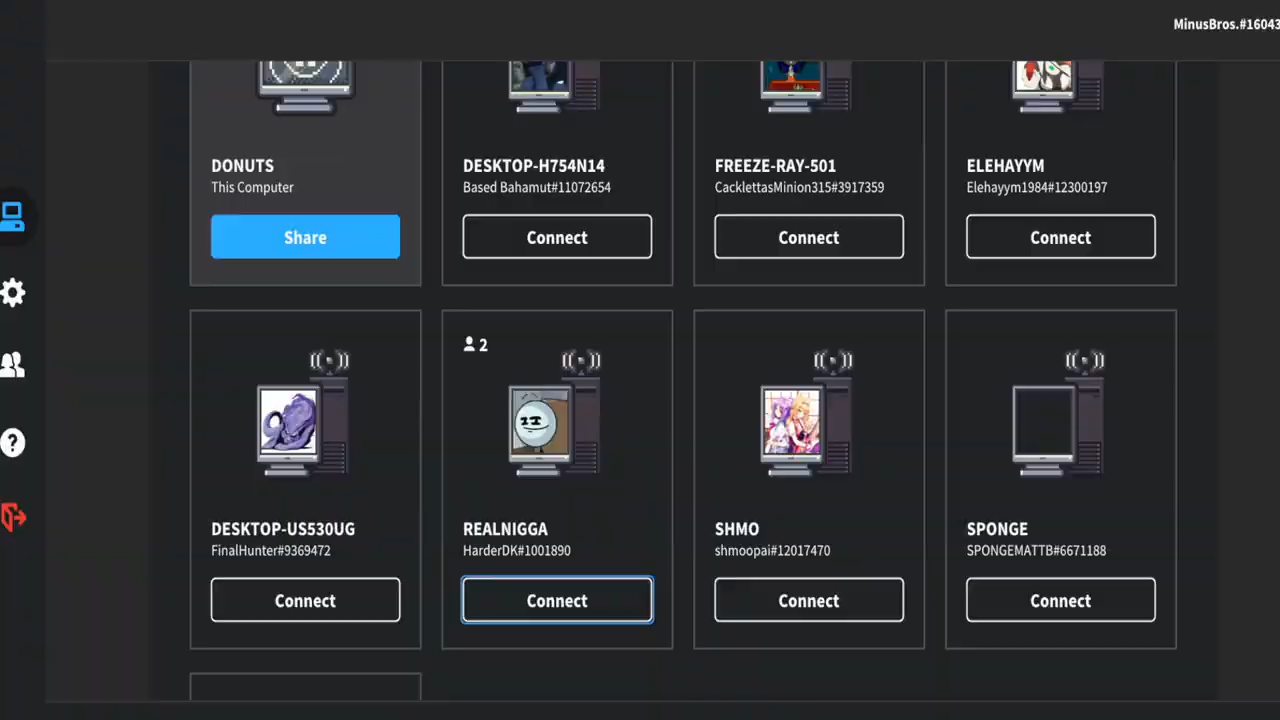 MinusBros.#16043
DONUTS
This Computer
Share
DESKTOP-H754N14
Based Bahamut#11072654
Connect
FREEZE-RAY-501
CacklettasMinion315#3917359
Connect
ELEHAYYM
Elehayym1984#12300197
Connect
DESKTOP-US530UG
FinalHunter#9369472
Connect
2
REALNIGGA
HarderDK#1001890
Connect
SHMO
shmoopai#12017470
Connect
SPONGE
SPONGEMATTB#6671188
Connect